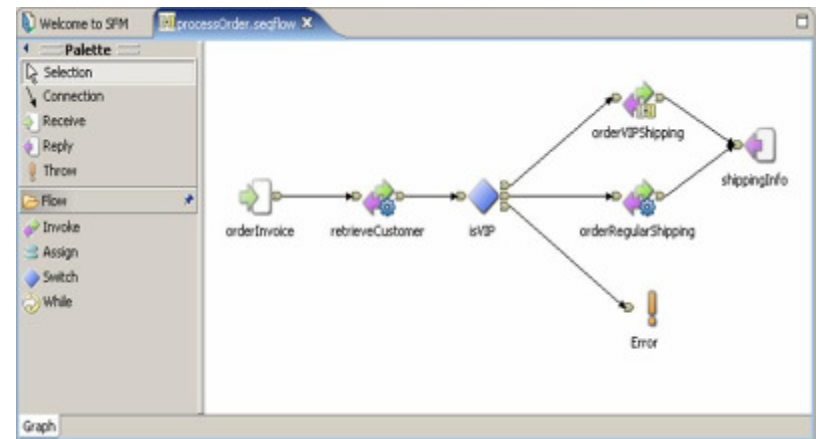 Welcome to SFM
processOrder.seqflow
Palette
Selection
Connection
Receive
Reply
Throw
Flow
Invoke
Assign
Switch
While
orderVIPShipping
shippingInfo
orderInvoice
retrieveCustomer
isVIP
orderRegularShipping
Error
Graph